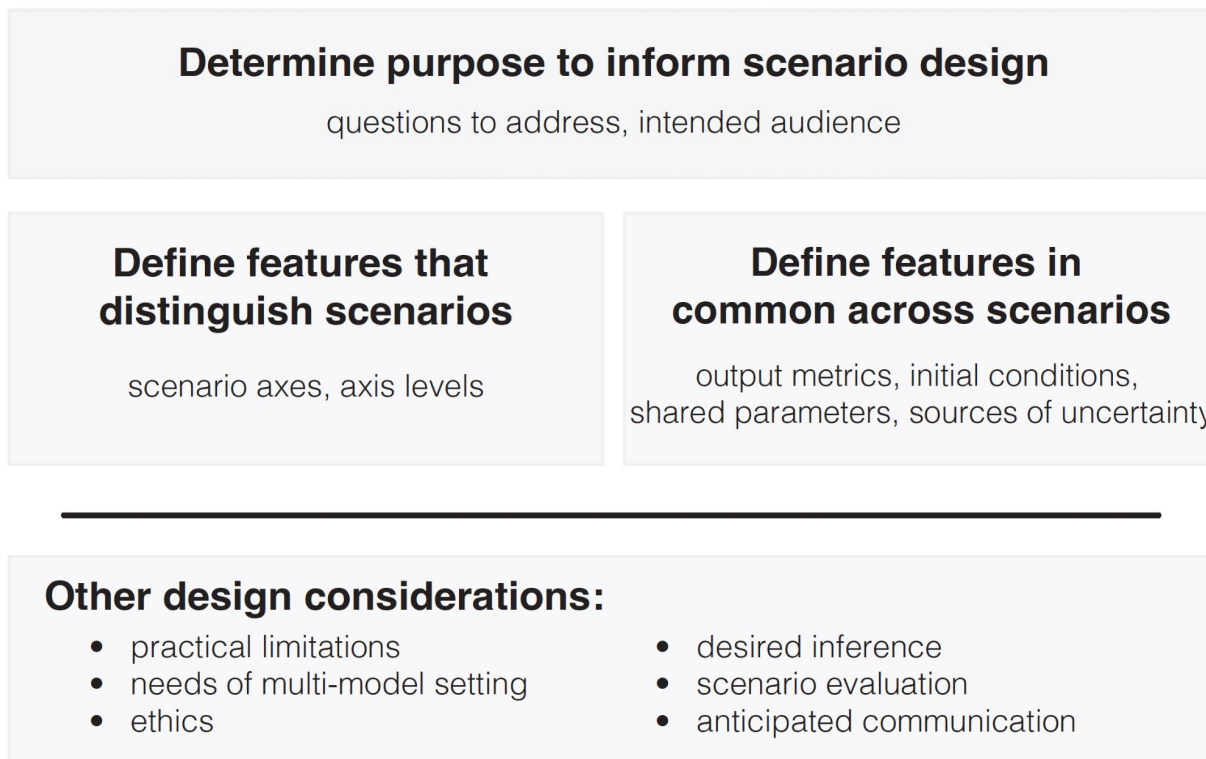 Determine purpose to inform scenario design
questions to address, intended audience
Define features that
distinguish scenarios
scenario axes, axis levels
Define features in
common across scenarios
output metrics, initial conditions,
shared parameters, sources of uncertainty
Other design considerations:
• practical limitations
• needs of multi-model setting
• ethics
• desired inference
• scenario evaluation
• anticipated communication